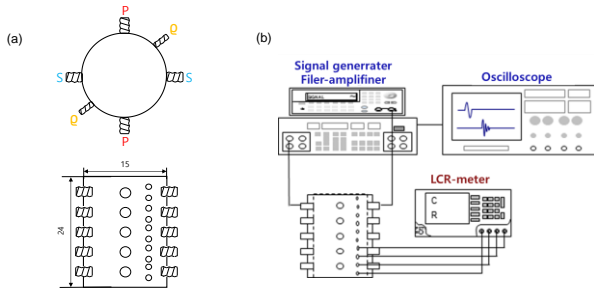 (a)
P
Q
S
S
Q
P
15
24
(b)
Signal generrater
Filer-amplifiner
Oscilloscope
LCR-meter
C
R